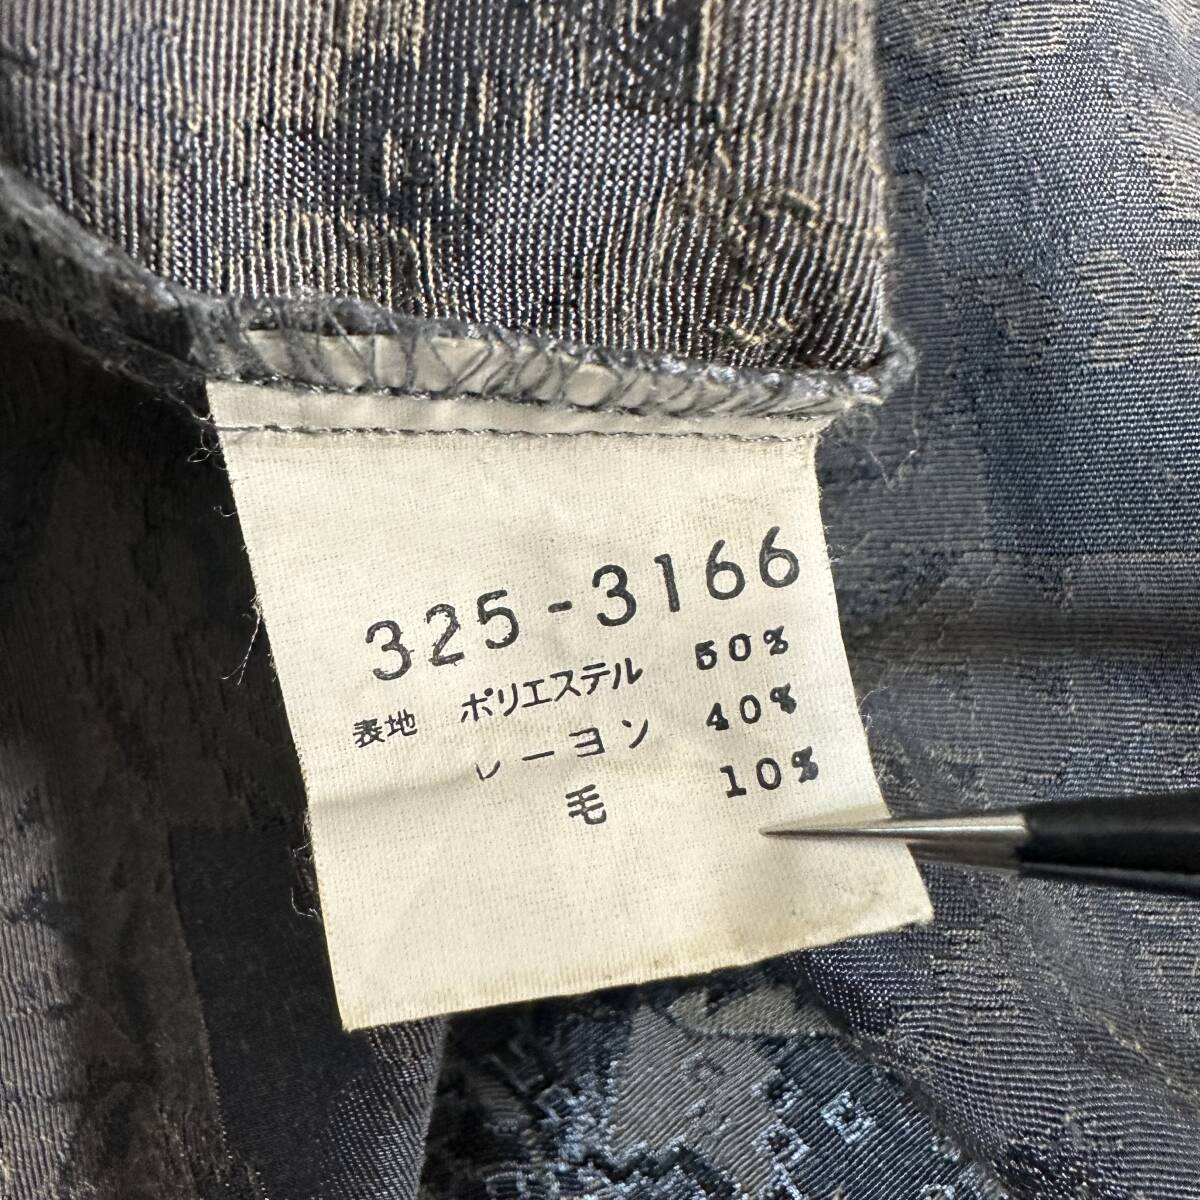 325-3166
表地 ポリエステル 50%
レーヨン 40%
毛 10%